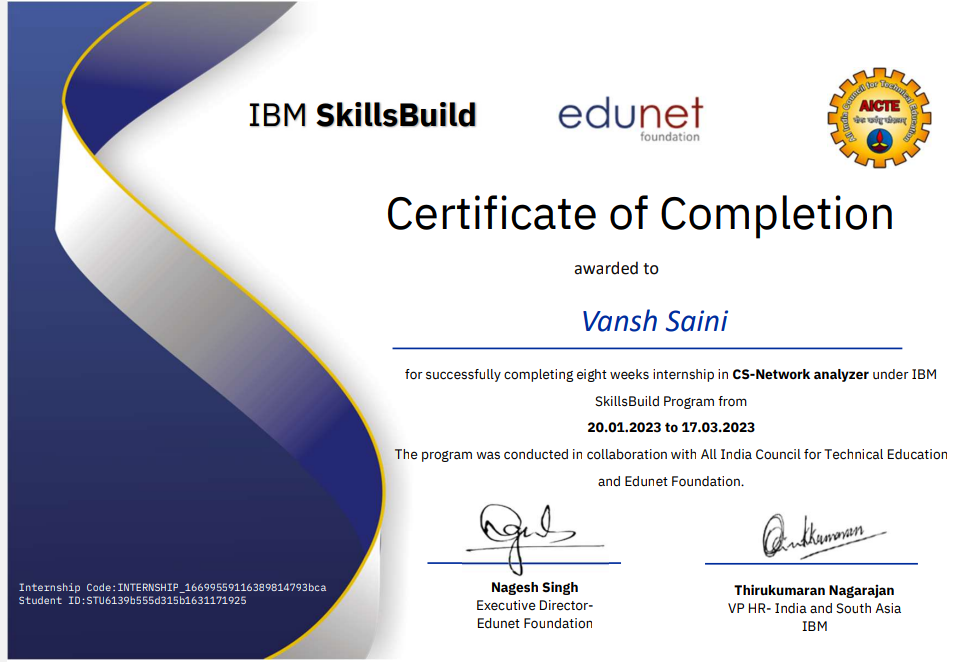 IBM SkillsBuild
edunet
foundation
All India Council for Technical Education
AICTE
Certificate of Completion
awarded to
Vansh Saini
for successfully completing eight weeks internship in CS-Network analyzer under IBM
SkillsBuild Program from
20.01.2023 to 17.03.2023
The program was conducted in collaboration with All India Council for Technical Education
and Edunet Foundation.
Nagesh Singh
Executive Director-
Edunet Foundation
Thirukumaran Nagarajan
VP HR- India and South Asia
IBM
Internship Code:INTERNSHIP_16699559116389814793bca
Student ID:STU6139b555d315b1631171925